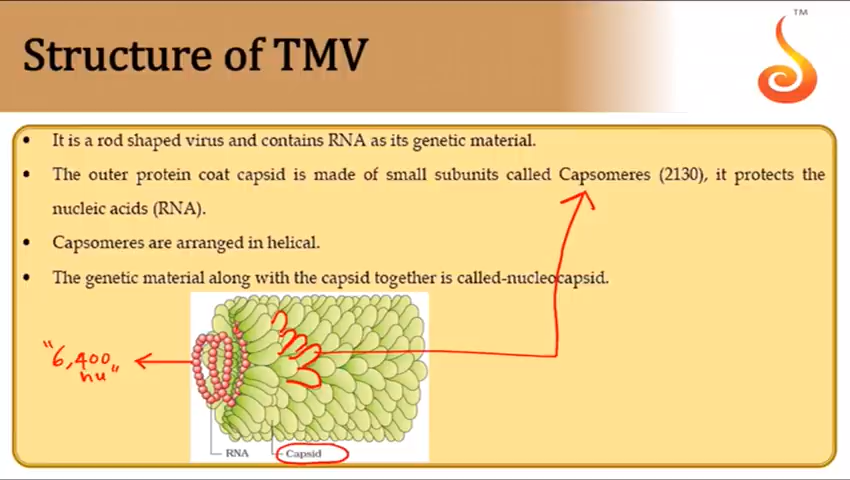 Structure of TMV
TM
• It is a rod shaped virus and contains RNA as its genetic material.
• The outer protein coat capsid is made of small subunits called Capsomeres (2130), it protects the
nucleic acids (RNA).
• Capsomeres are arranged in helical.
• The genetic material along with the capsid together is called-nucleocapsid.
"6,400
nu"
RNA
Capsid